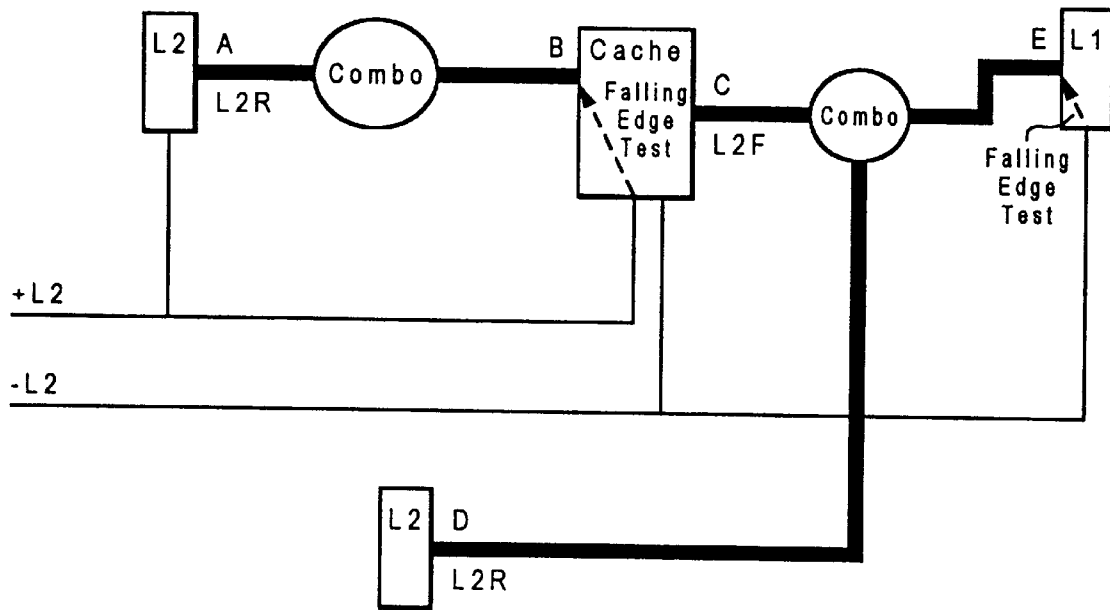 L2
A
L2R
Combo
B
Cache
Falling
Edge
Test
C
L2F
Combo
E
L1
Falling
Edge
Test
+L2
-L2
L2
D
L2R